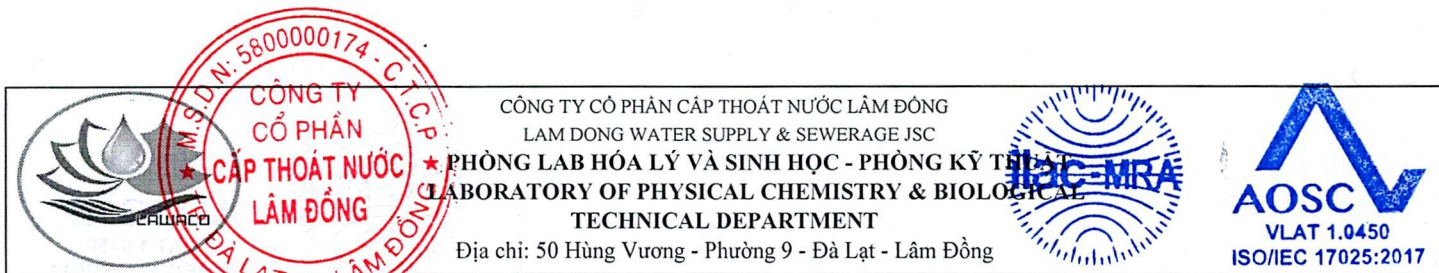 M.S.D.N: 5800000174 - C.T.C.P
CÔNG TY
CỔ PHẦN
CẤP THOÁT NƯỚC
LÂM ĐỒNG
LAWACO
CÔNG TY CỔ PHẦN CẤP THOÁT NƯỚC LÂM ĐỒNG
LAM DONG WATER SUPPLY & SEWERAGE JSC
PHÒNG LAB HÓA LÝ VÀ SINH HỌC - PHÒNG KỸ THUẬT
LABORATORY OF PHYSICAL CHEMISTRY & BIOLOGICAL
TECHNICAL DEPARTMENT
Địa chỉ: 50 Hùng Vương - Phường 9 - Đà Lạt - Lâm Đồng
ilac-MRA
AOSC
VLAT 1.0450
ISO/IEC 17025:2017